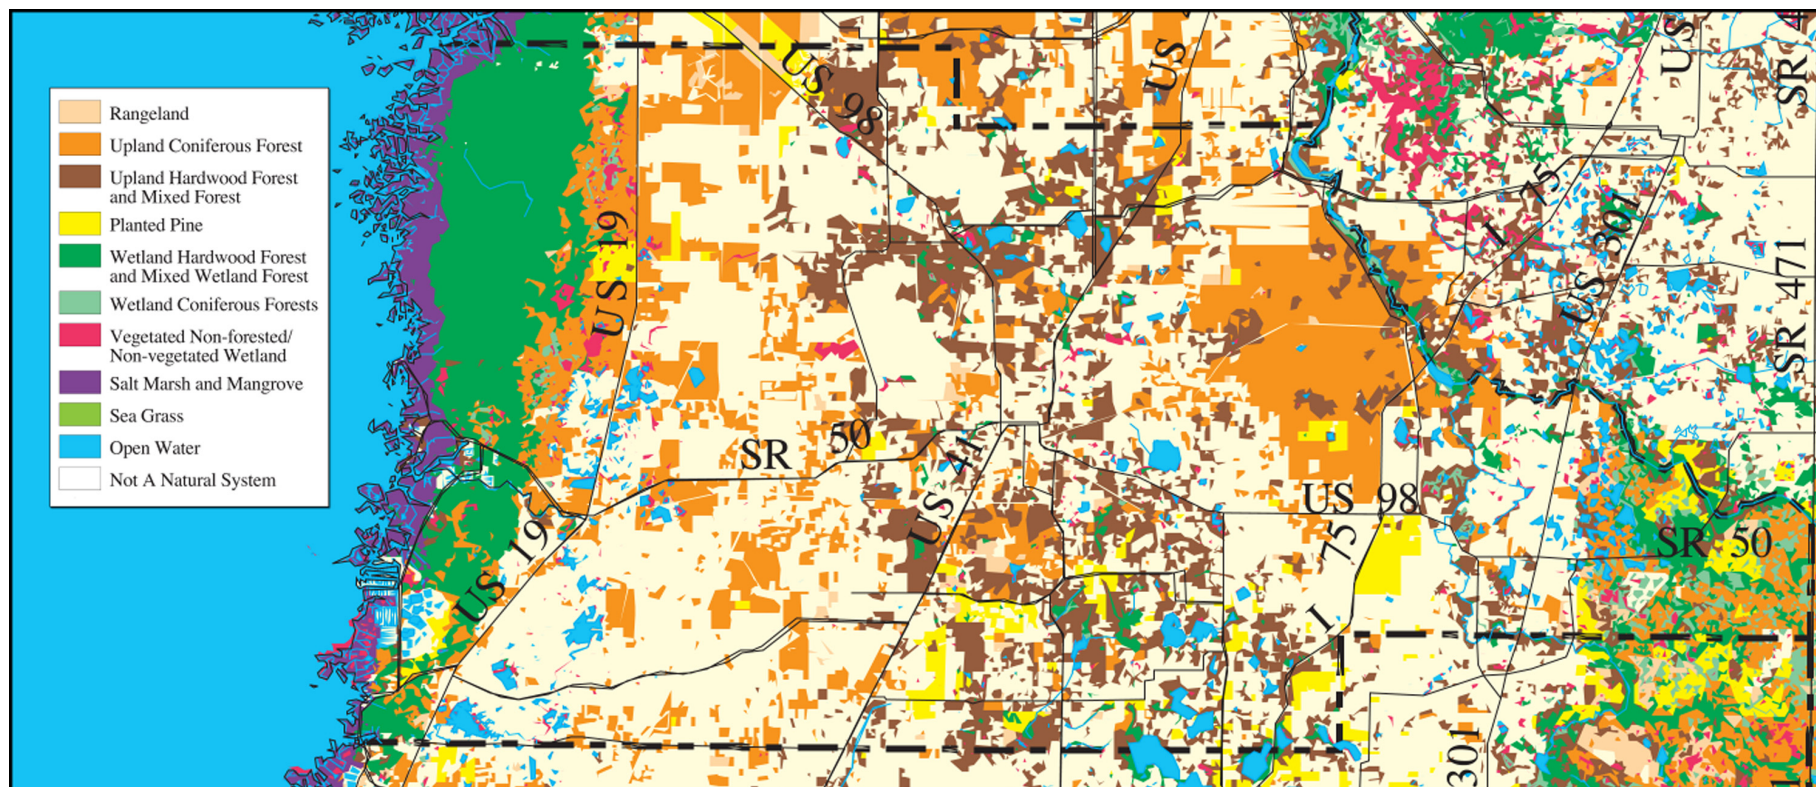 Rangeland
Upland Coniferous Forest
Upland Hardwood Forest
and Mixed Forest
Planted Pine
Wetland Hardwood Forest
and Mixed Wetland Forest
Wetland Coniferous Forests
Vegetated Non-forested/
Non-vegetated Wetland
Salt Marsh and Mangrove
Sea Grass
Open Water
Not A Natural System
US 98
US
US
SR 4
US 19
I 75
US 301
SR 471
SR 50
US 41
US 98
I 75
SR 50
US 19
301